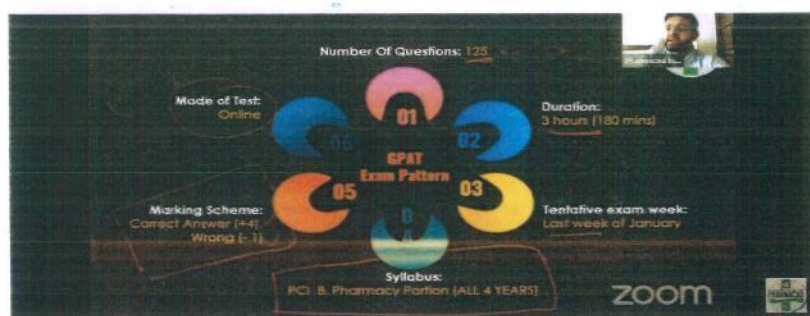 Number Of Questions: 125
01
Duration:
3 hours (180 mins)
02
Tentative exam week:
Last week of January
03
Syllabus:
PCI B. Pharmacy Portion (ALL 4 YEARS)
Marking Scheme:
Correct Answer (+4)
Wrong (- 1)
05
Made of Test:
Online
06
GPAT
Exam Pattern
zoom